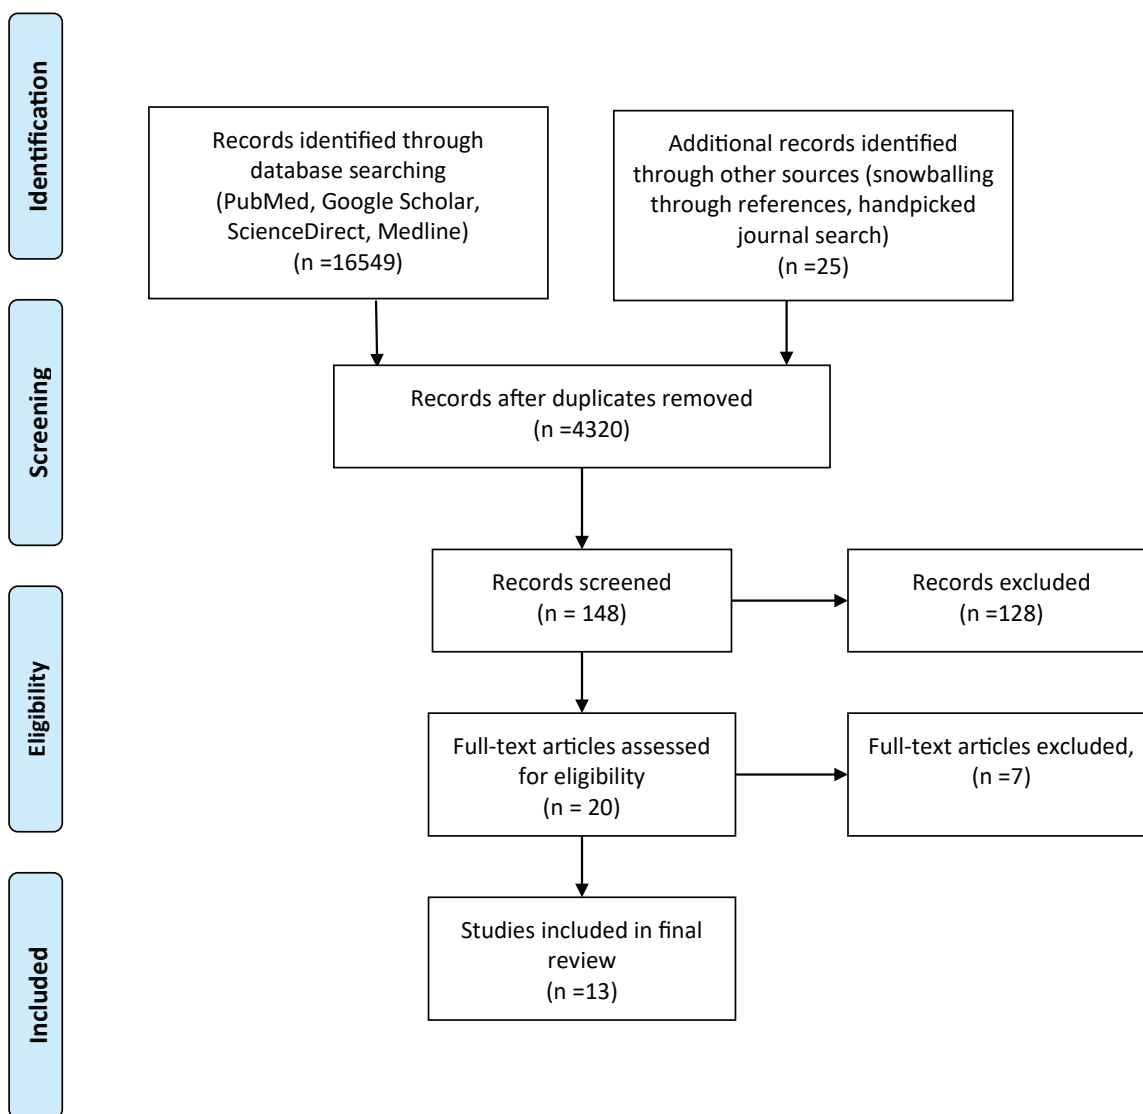 Identification
Records identified through
database searching
(PubMed, Google Scholar,
ScienceDirect, Medline)
(n =16549)
Additional records identified
through other sources (snowballing
through references, handpicked
journal search)
(n =25)
Screening
Records after duplicates removed
(n =4320)
Records screened
(n = 148)
Records excluded
(n =128)
Eligibility
Full-text articles assessed
for eligibility
(n = 20)
Full-text articles excluded,
(n =7)
Included
Studies included in final
review
(n =13)